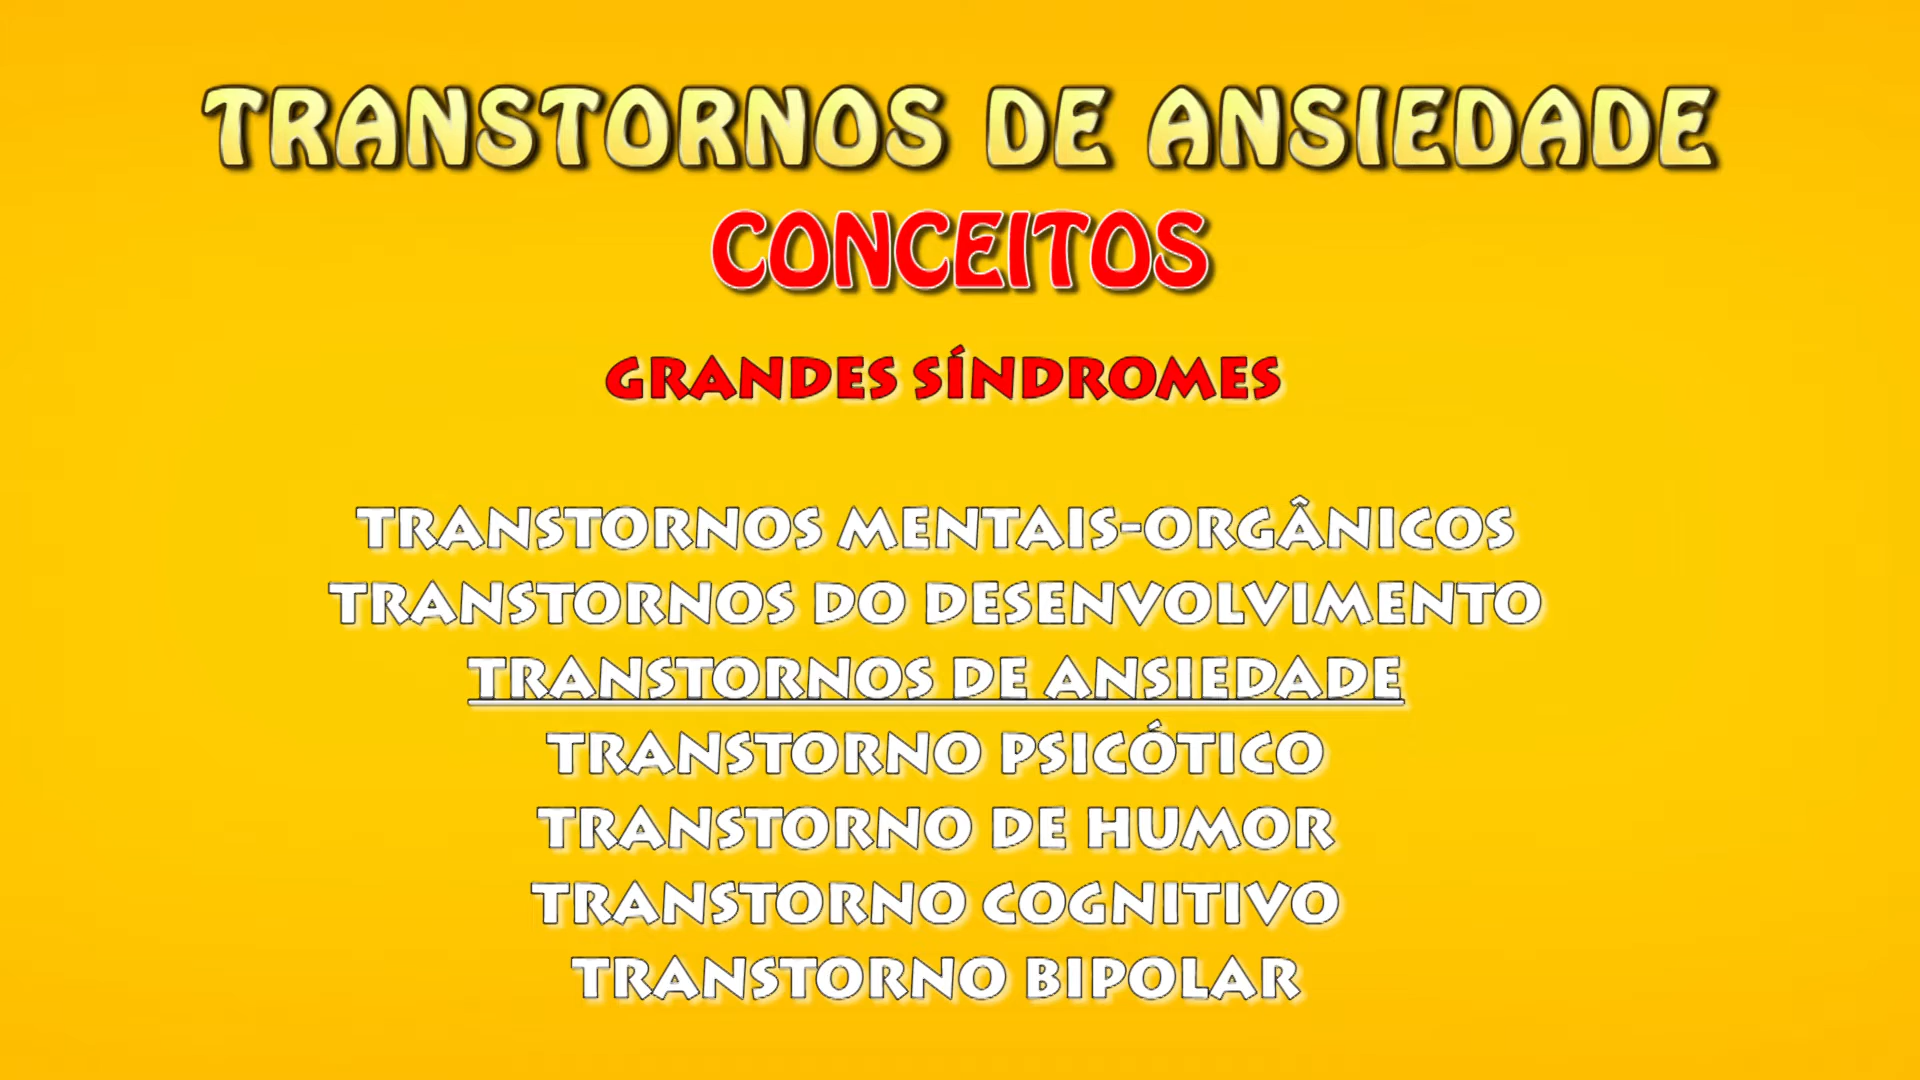 TRANSTORNOS DE ANSIEDADE
CONCEITOS
GRANDES SÍNDROMES
TRANSTORNOS MENTAIS-ORGÂNICOS
TRANSTORNOS DO DESENVOLVIMENTO
TRANSTORNOS DE ANSIEDADE
TRANSTORNO PSICÓTICO
TRANSTORNO DE HUMOR
TRANSTORNO COGNITIVO
TRANSTORNO BIPOLAR